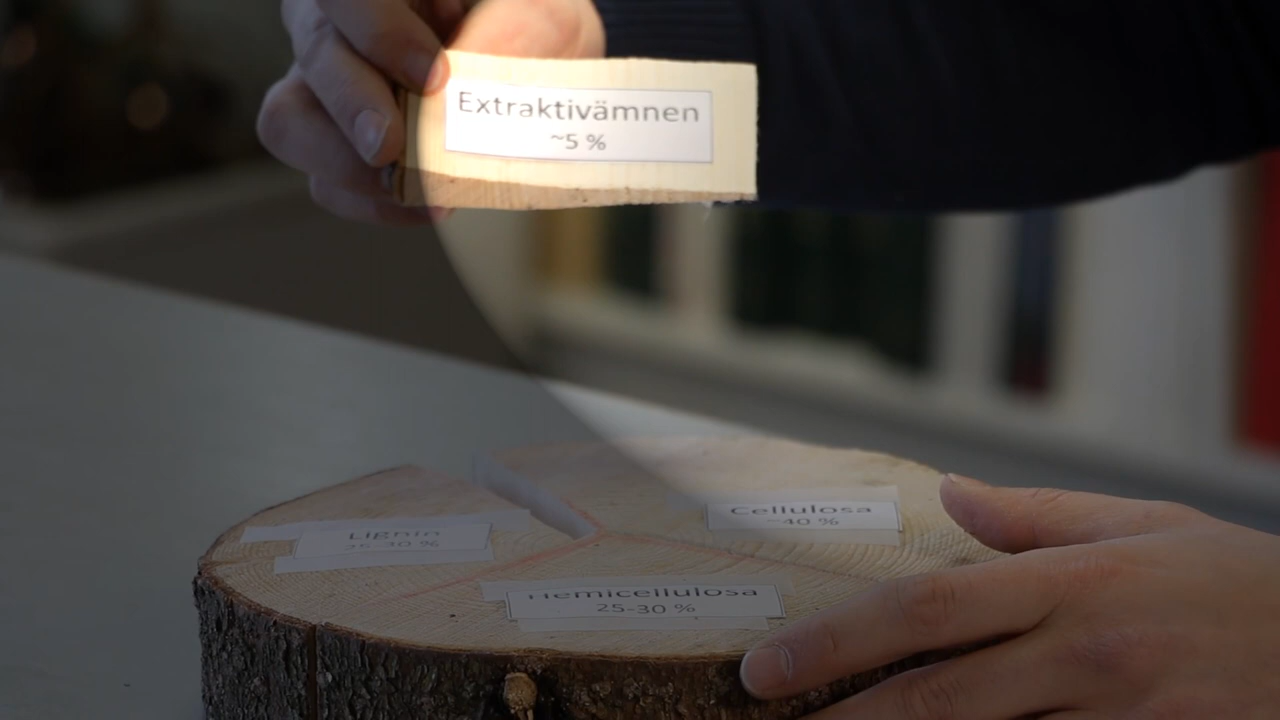 Extraktivämnen
~5 %
Cellulosa
~40 %
Lignin
25-30 %
Hemicellulosa
25-30 %